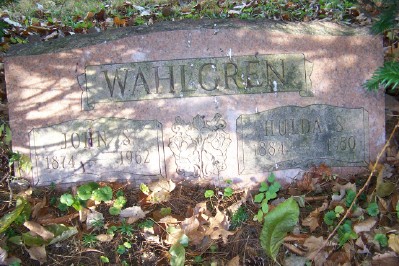 WAHLGREN
JOHN S.
1874 - 1962
HULDA S.